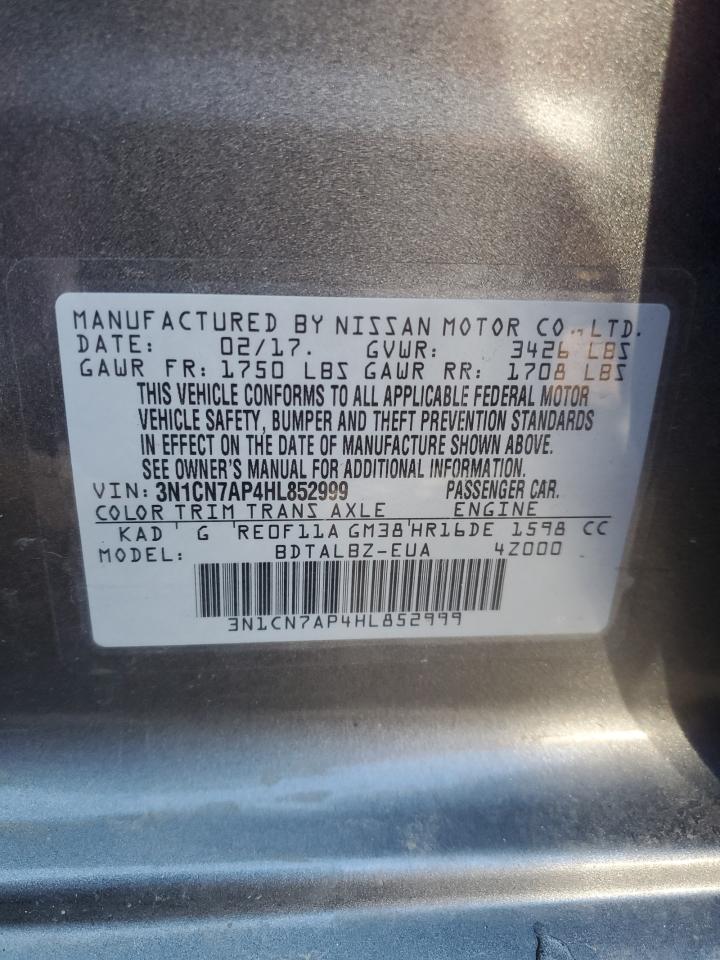 MANUFACTURED BY NISSAN MOTOR CO.,LTD.
DATE: 02/17. GVWR: 3426 LBS
GAWR FR: 1750 LBS GAWR RR: 1708 LBS
THIS VEHICLE CONFORMS TO ALL APPLICABLE FEDERAL MOTOR
VEHICLE SAFETY, BUMPER AND THEFT PREVENTION STANDARDS
IN EFFECT ON THE DATE OF MANUFACTURE SHOWN ABOVE.
SEE OWNER'S MANUAL FOR ADDITIONAL INFORMATION.
VIN: 3N1CN7AP4HL852999 PASSENGER CAR.
COLOR TRIM TRANS AXLE ENGINE
KAD G RE0F11A GM38 HR16DE 1598 CC
MODEL: BDTALBZ-EUA 4Z000
3N1CN7AP4HL852999